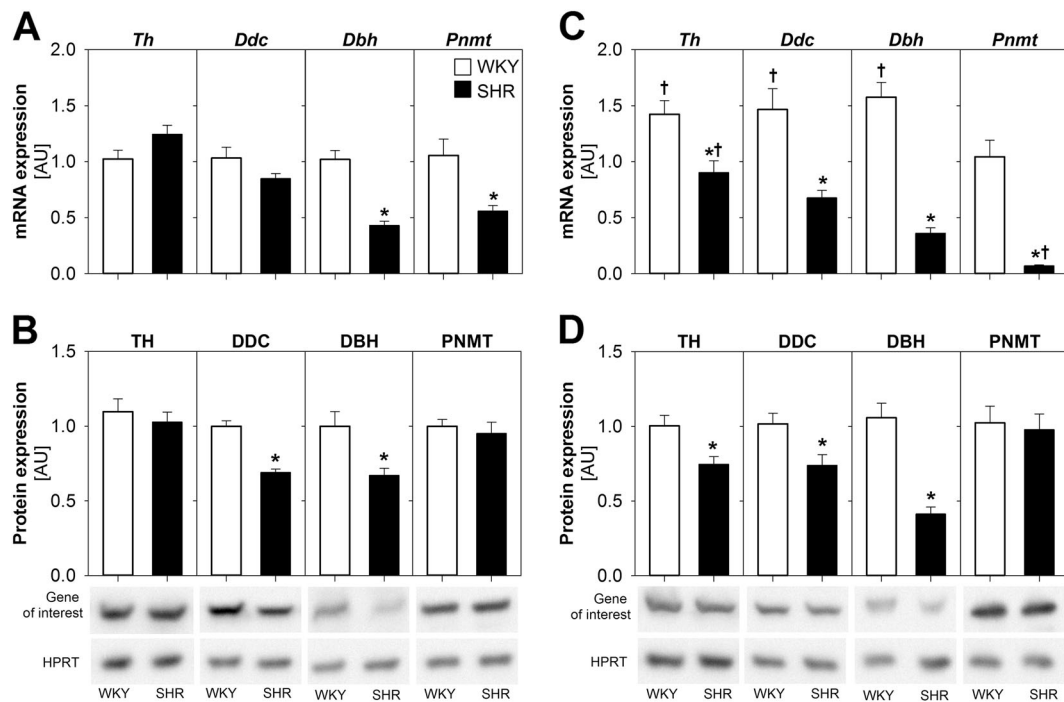 A
Th Ddc Dbh Pnmt
mRNA expression
[AU]
2.0
1.5
1.0
0.5
0.0
WKY
SHR
*
*
C
Th Ddc Dbh Pnmt
mRNA expression
[AU]
2.0
1.5
1.0
0.5
0.0
†
*†
†
*
†
*
*†
B
TH DDC DBH PNMT
Protein expression
[AU]
1.5
1.0
0.5
0.0
*
*
Gene
of interest
HPRT
WKY SHR WKY SHR WKY SHR WKY SHR
D
TH DDC DBH PNMT
Protein expression
[AU]
1.5
1.0
0.5
0.0
*
*
*
Gene
of interest
HPRT
WKY SHR WKY SHR WKY SHR WKY SHR